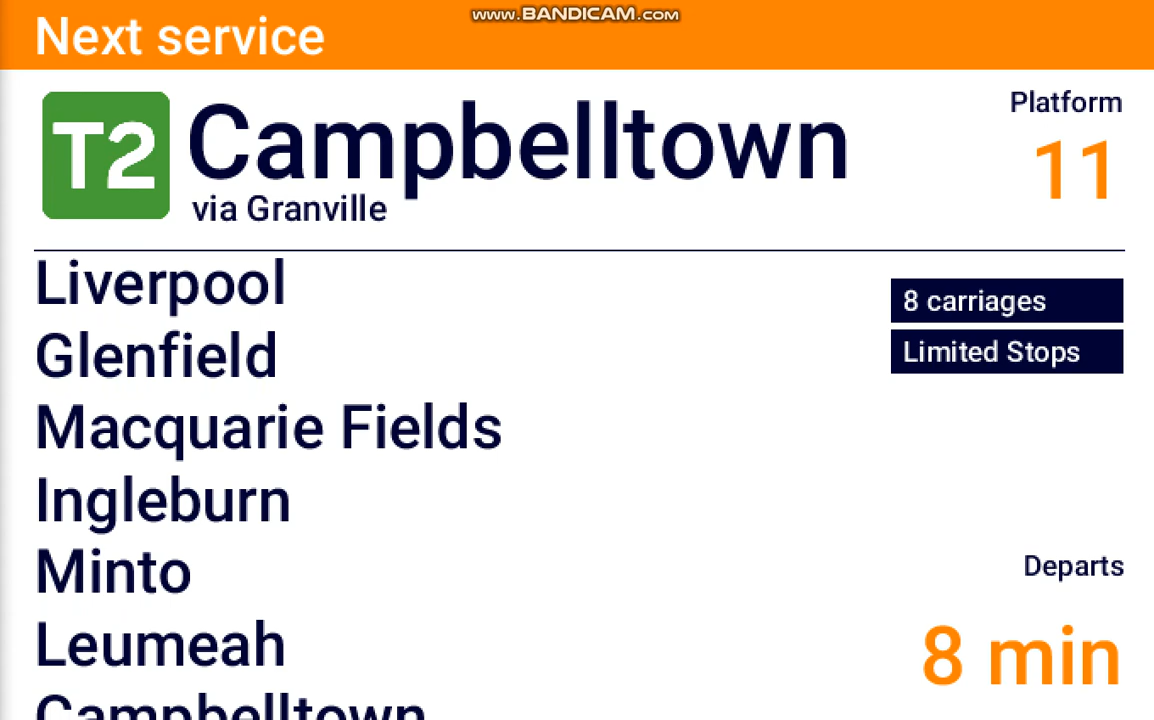 www.BANDICAM.com
Next service
T2
Campbelltown
via Granville
Platform
11
Liverpool
Glenfield
Macquarie Fields
Ingleburn
Minto
Leumeah
Campbelltown
8 carriages
Limited Stops
Departs
8 min